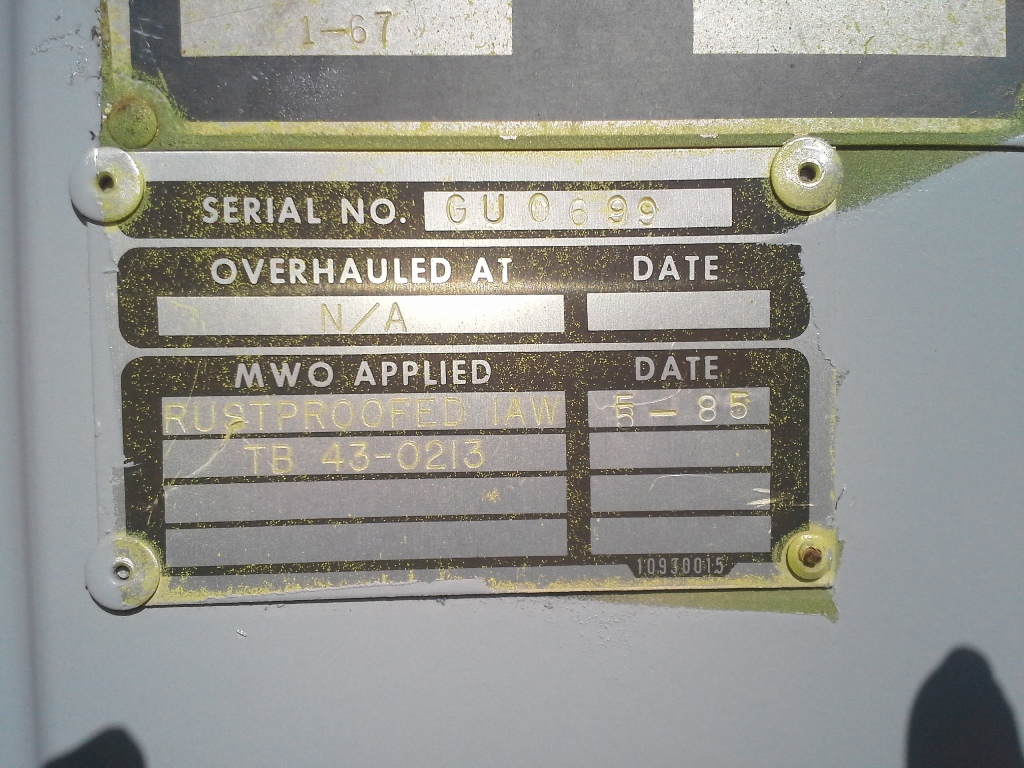 1-67
SERIAL NO. GU0699
OVERHAULED AT DATE
N/A
MWO APPLIED DATE
RUSTPROOFED IAW 5-85
TB 43-0213
10930015